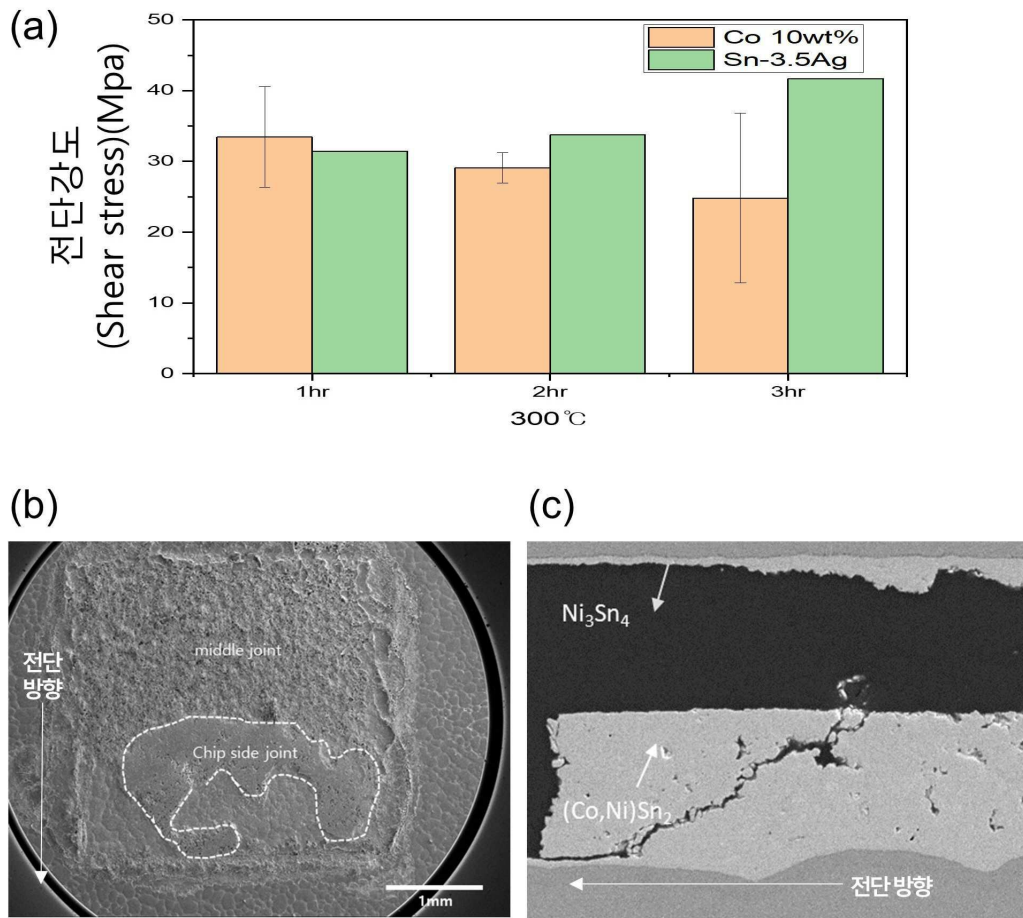 (a)
50
40
30
20
10
0
전단강도
(Shear stress)(Mpa)
Co 10wt%
Sn-3.5Ag
1hr
2hr
3hr
300℃
(b)
middle joint
전단
방향
Chip side joint
1mm
(c)
Ni₃Sn₄
(Co,Ni)Sn₂
전단 방향